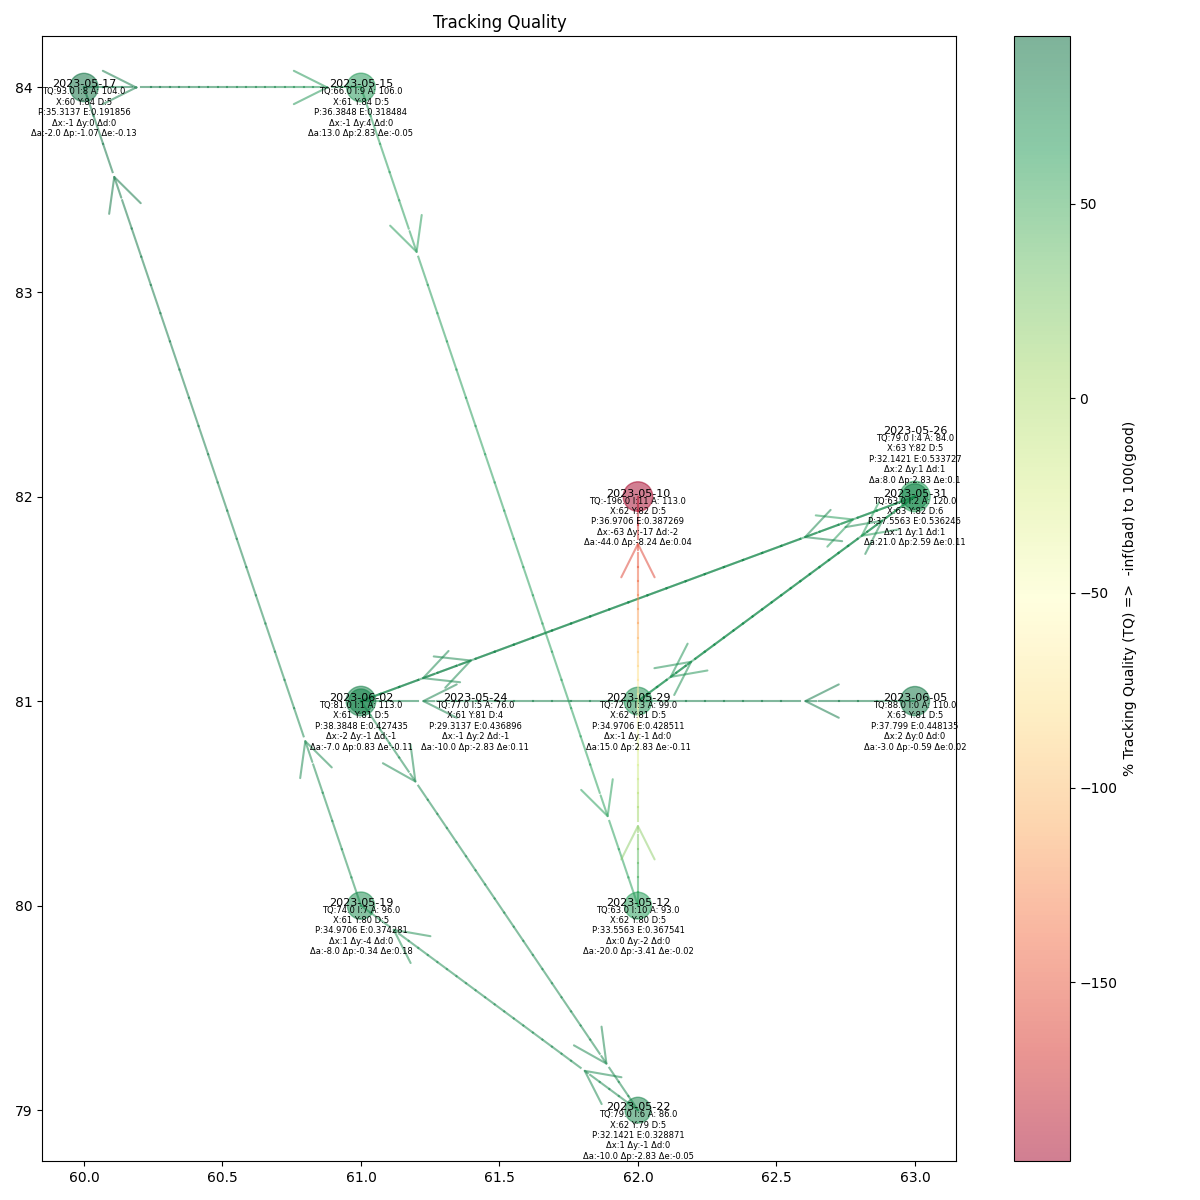 Tracking Quality
2023-05-17
TQ:93.0 I:8 A: 104.0
X:60 Y:84 D:5
P:35.3137 E:0.191856
Δx:-1 Δy:0 Δd:0
Δa:-2.0 Δp:-1.07 Δe:-0.13
2023-05-15
TQ:66.0 I:9 A: 106.0
X:61 Y:84 D:5
P:36.3848 E:0.318484
Δx:-1 Δy:4 Δd:0
Δa:13.0 Δp:2.83 Δe:-0.05
2023-05-26
TQ:79.0 I:4 A: 84.0
X:63 Y:82 D:5
P:32.1421 E:0.533727
Δx:2 Δy:1 Δd:1
Δa:8.0 Δp:2.83 Δe:0.1
2023-05-10
TQ:-196.0 I:11 A: 113.0
X:62 Y:82 D:5
P:36.9706 E:0.387269
Δx:-63 Δy:-17 Δd:-2
Δa:-44.0 Δp:-8.24 Δe:0.04
2023-05-31
TQ:63.0 I:2 A: 120.0
X:63 Y:82 D:6
P:37.5563 E:0.536246
Δx:1 Δy:1 Δd:1
Δa:21.0 Δp:2.59 Δe:0.11
2023-06-02
TQ:81.0 I:1 A: 113.0
X:61 Y:81 D:5
P:38.3848 E:0.427435
Δx:-2 Δy:-1 Δd:-1
Δa:-7.0 Δp:0.83 Δe:-0.11
2023-05-24
TQ:77.0 I:5 A: 76.0
X:61 Y:81 D:4
P:29.3137 E:0.436896
Δx:-1 Δy:2 Δd:-1
Δa:-10.0 Δp:-2.83 Δe:0.11
2023-05-29
TQ:72.0 I:3 A: 99.0
X:62 Y:81 D:5
P:34.9706 E:0.428511
Δx:-1 Δy:-1 Δd:0
Δa:15.0 Δp:2.83 Δe:-0.11
2023-06-05
TQ:88.0 I:0 A: 110.0
X:63 Y:81 D:5
P:37.799 E:0.448135
Δx:2 Δy:0 Δd:0
Δa:-3.0 Δp:-0.59 Δe:0.02
2023-05-19
TQ:74.0 I:7 A: 96.0
X:61 Y:80 D:5
P:34.9706 E:0.374281
Δx:1 Δy:-4 Δd:0
Δa:-8.0 Δp:-0.34 Δe:0.18
2023-05-12
TQ:63.0 I:10 A: 93.0
X:62 Y:80 D:5
P:33.5563 E:0.367541
Δx:0 Δy:-2 Δd:0
Δa:-20.0 Δp:-3.41 Δe:-0.02
2023-05-22
TQ:79.0 I:6 A: 86.0
X:62 Y:79 D:5
P:32.1421 E:0.328871
Δx:1 Δy:-1 Δd:0
Δa:-10.0 Δp:-2.83 Δe:-0.05
84
83
82
81
80
79
60.0
60.5
61.0
61.5
62.0
62.5
63.0
50
0
−50
−100
−150
% Tracking Quality (TQ) => -inf(bad) to 100(good)